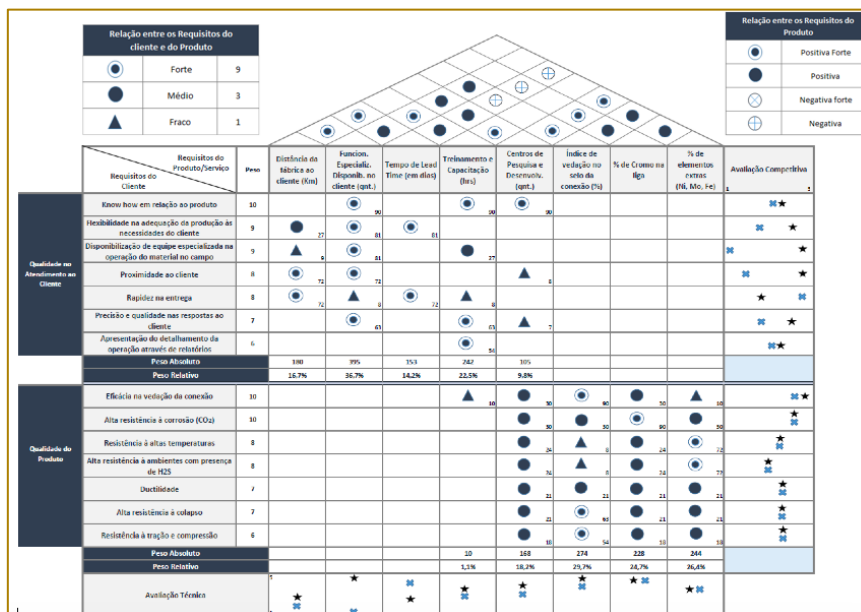 Relação entre os Requisitos do
cliente e do Produto
Forte 9
Médio 3
Fraco 1
Relação entre os Requisitos do
Produto
Positiva Forte
Positiva
Negativa forte
Negativa
Requisitos do
Produto/Serviço
Requisitos do
Cliente
Peso
Distância da
fábrica ao
cliente (Km)
Funcion.
Especializ.
Disponib. no
cliente (qnt.)
Tempo de Lead
Time (em dias)
Treinamento e
Capacitação
(hrs)
Centros de
Pesquisa e
Desenvolv.
(qnt.)
Índice de
vedação no
selo da
conexão (%)
% de Cromo na
liga
% de
elementos
extras
(Ni, Mo, Fe)
Avaliação Competitiva
1 5
Qualidade no
Atendimento ao
Cliente
Know how em relação ao produto 10 90 90 90
Flexibilidade na adequação da produção às
necessidades do cliente 9 27 81 81
Disponibilização de equipe especializada na
operação do material no campo 9 9 81 27
Proximidade ao cliente 8 72 72 8
Rapidez na entrega 8 72 8 72 8
Precisão e qualidade nas respostas ao
cliente 7 63 63 7
Apresentação do detalhamento da
operação através de relatórios 6 54
Peso Absoluto 180 395 153 242 105
Peso Relativo 16,7% 36,7% 14,2% 22,5% 9,8%
Qualidade do
Produto
Eficácia na vedação da conexão 10 10 30 90 30 10
Alta resistência à corrosão (CO₂) 10 30 30 90 30
Resistência à altas temperaturas 8 24 8 24 72
Alta resistência à ambientes com presença
de H2S 8 24 8 24 72
Ductilidade 7 21 21 21 21
Alta resistência à colapso 7 21 63 21 21
Resistência à tração e compressão 6 18 54 18 18
Peso Absoluto 10 168 274 228 244
Peso Relativo 1,1% 18,2% 29,7% 24,7% 26,4%
Avaliação Técnica
5